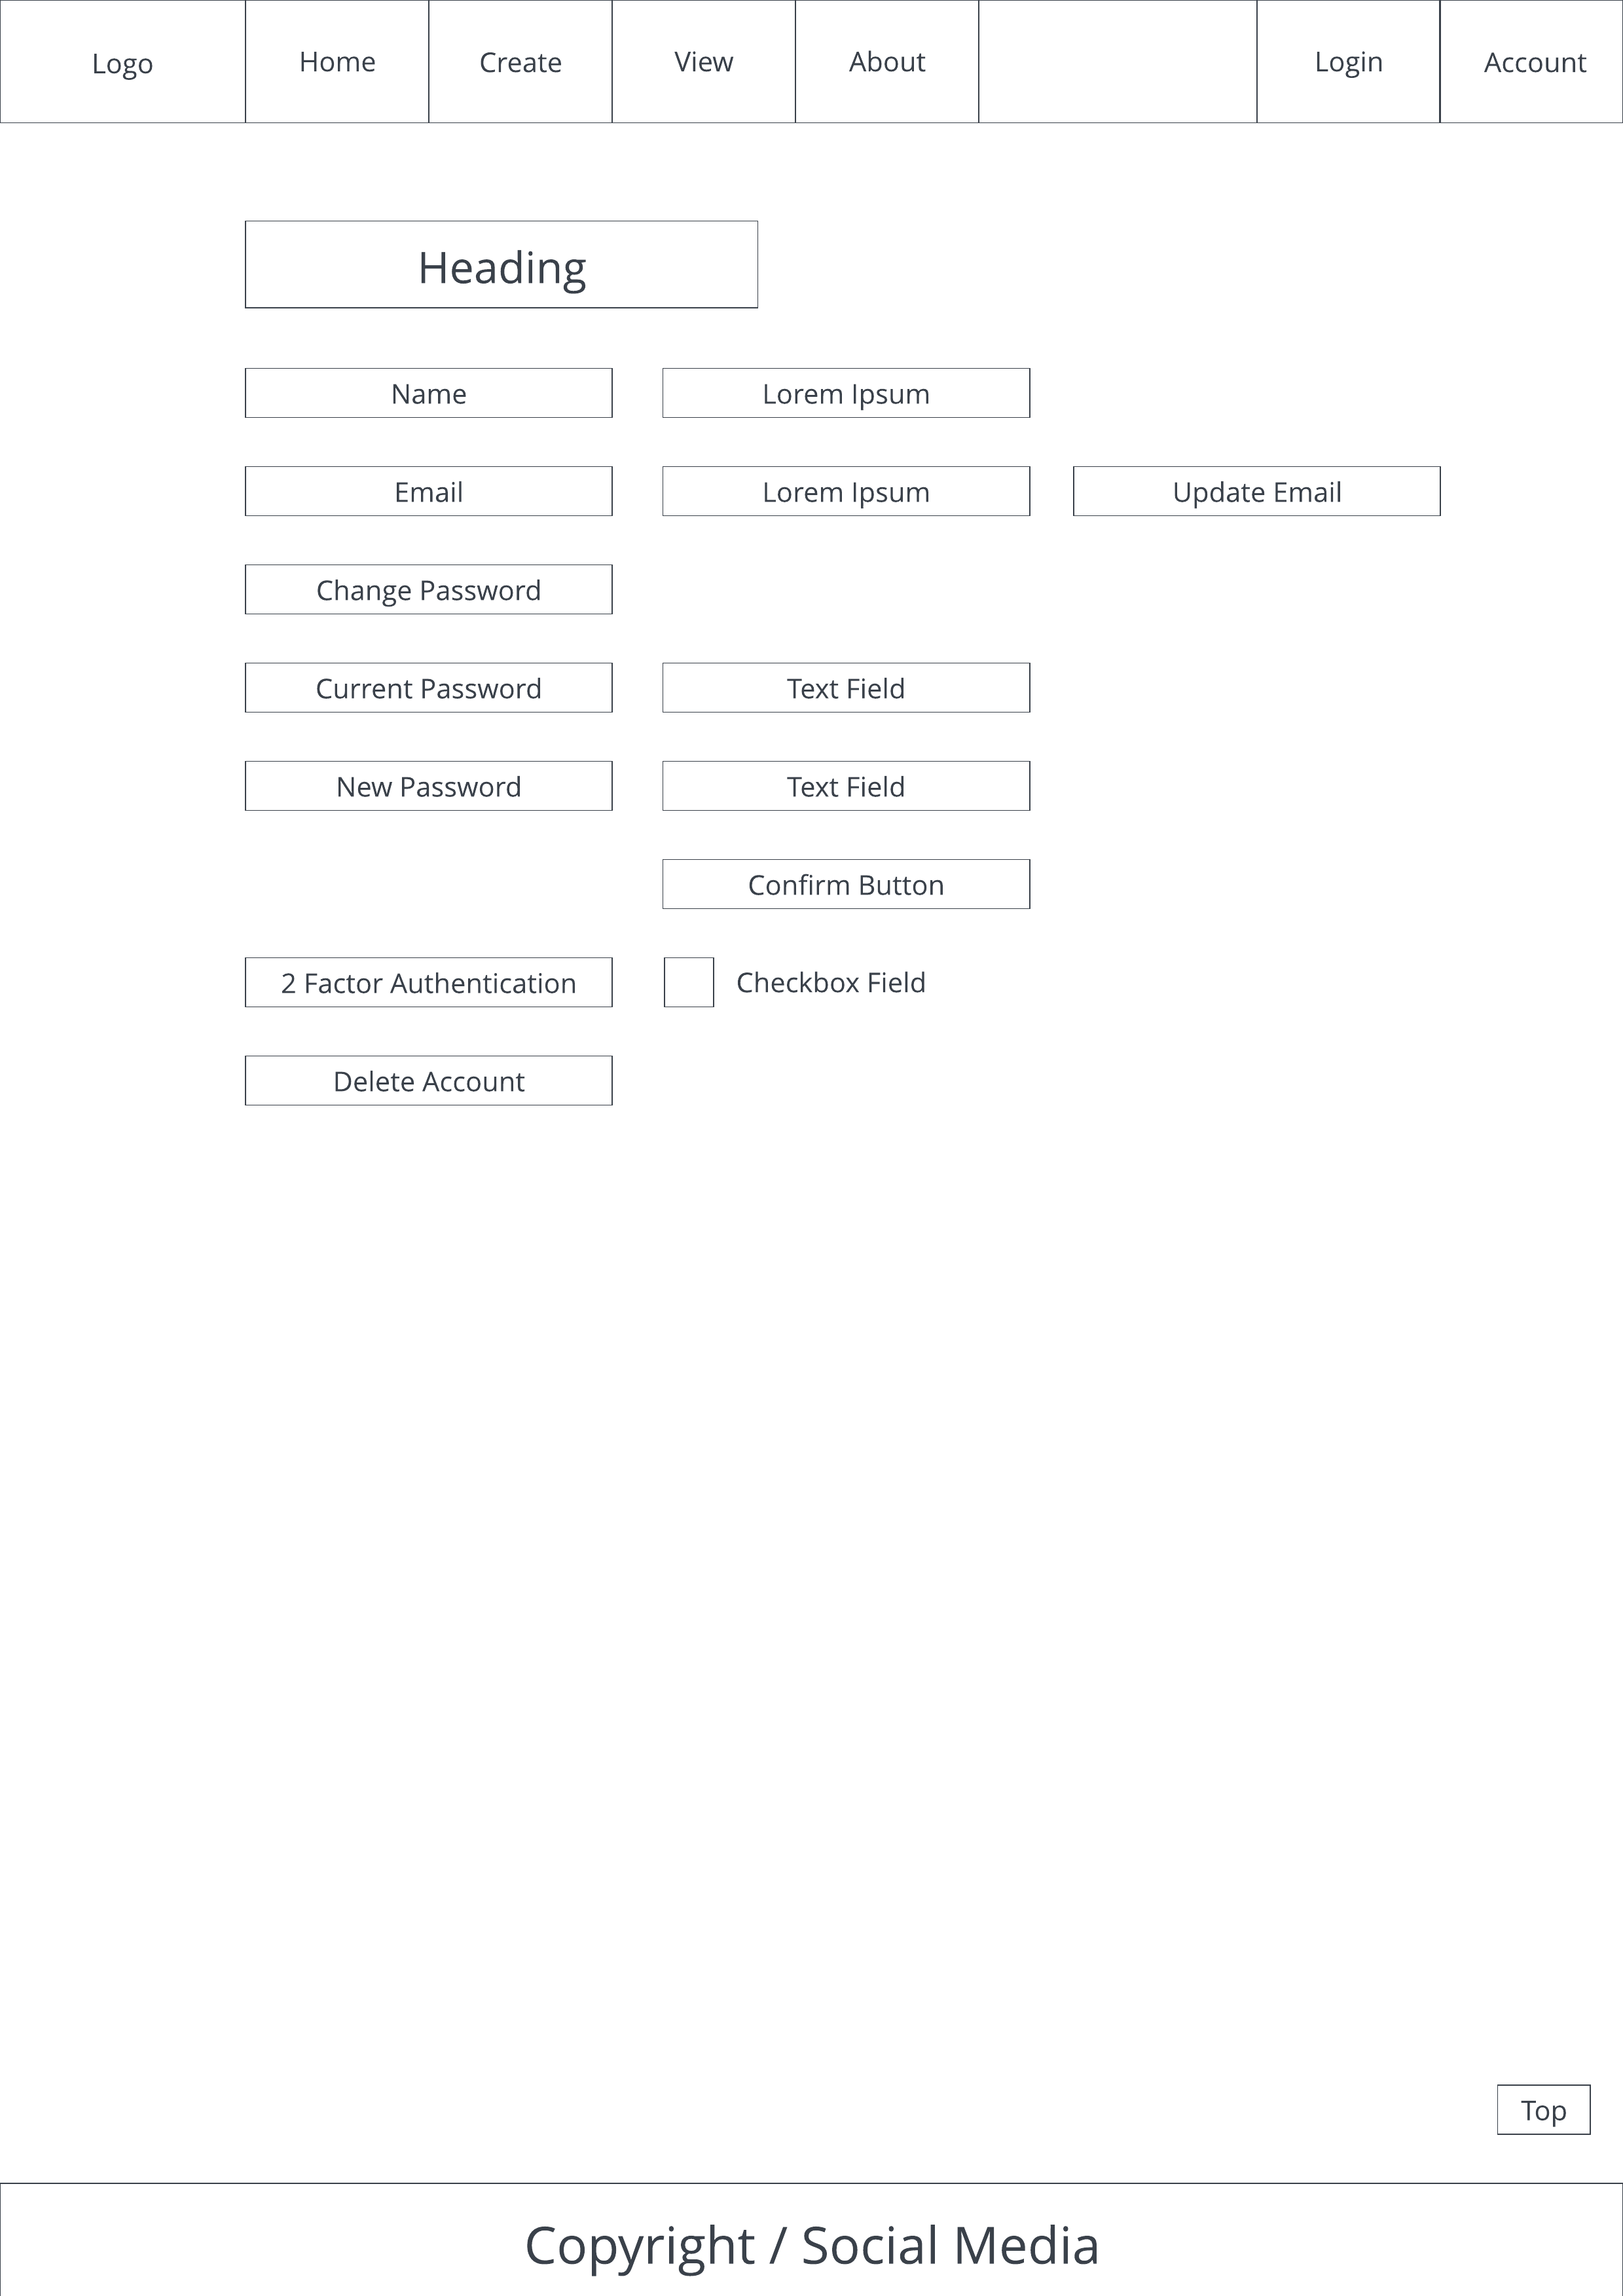 Logo
Home
Create
View
About
Login
Account
Heading
Name
Lorem Ipsum
Email
Lorem Ipsum
Update Email
Change Password
Current Password
Text Field
New Password
Text Field
Confirm Button
2 Factor Authentication
Checkbox Field
Delete Account
Top
Copyright / Social Media